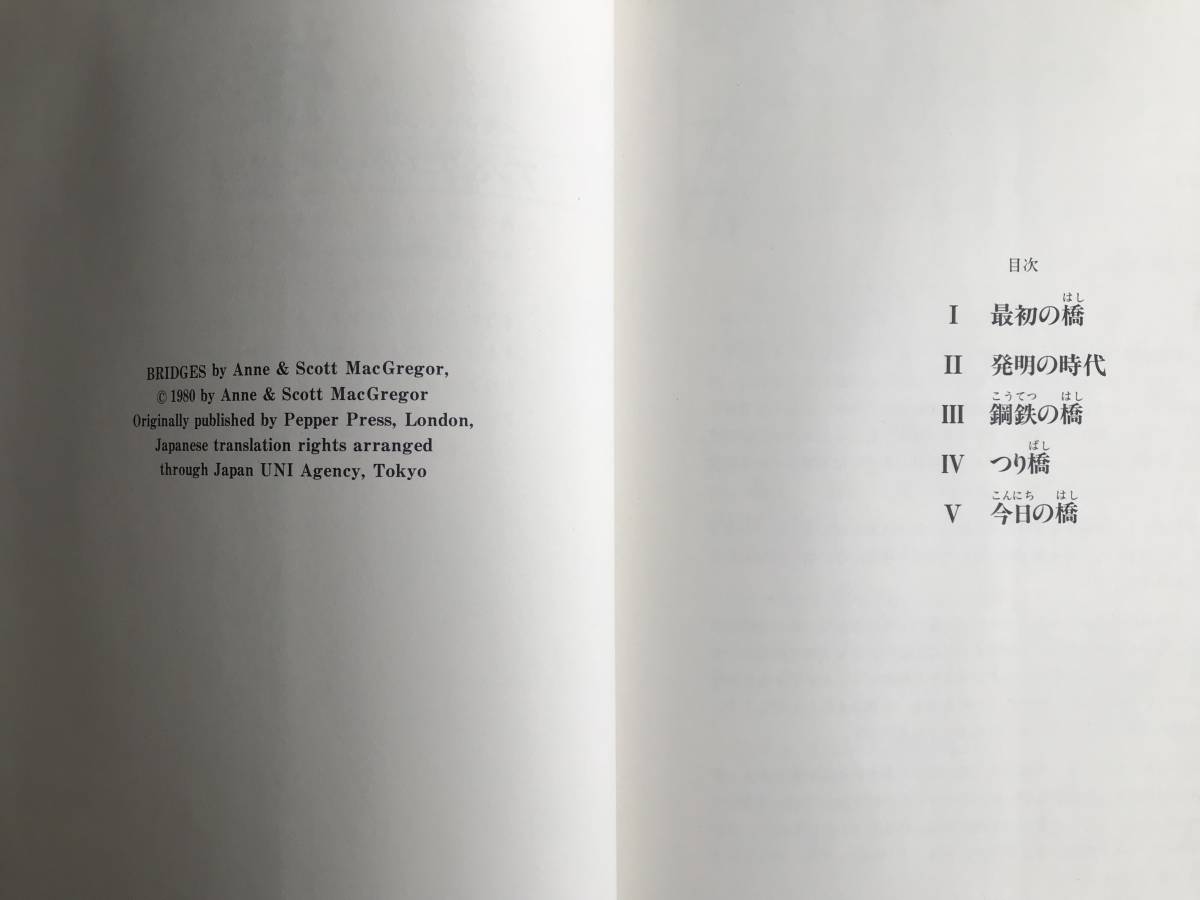 BRIDGES by Anne & Scott MacGregor,
© 1980 by Anne & Scott MacGregor
Originally published by Pepper Press, London,
Japanese translation rights arranged
through Japan UNI Agency, Tokyo
目次
はし
I 最初の橋
II 発明の時代
こうてつ はし
III 鋼鉄の橋
ばし
IV つり橋
こんにち はし
V 今日の橋